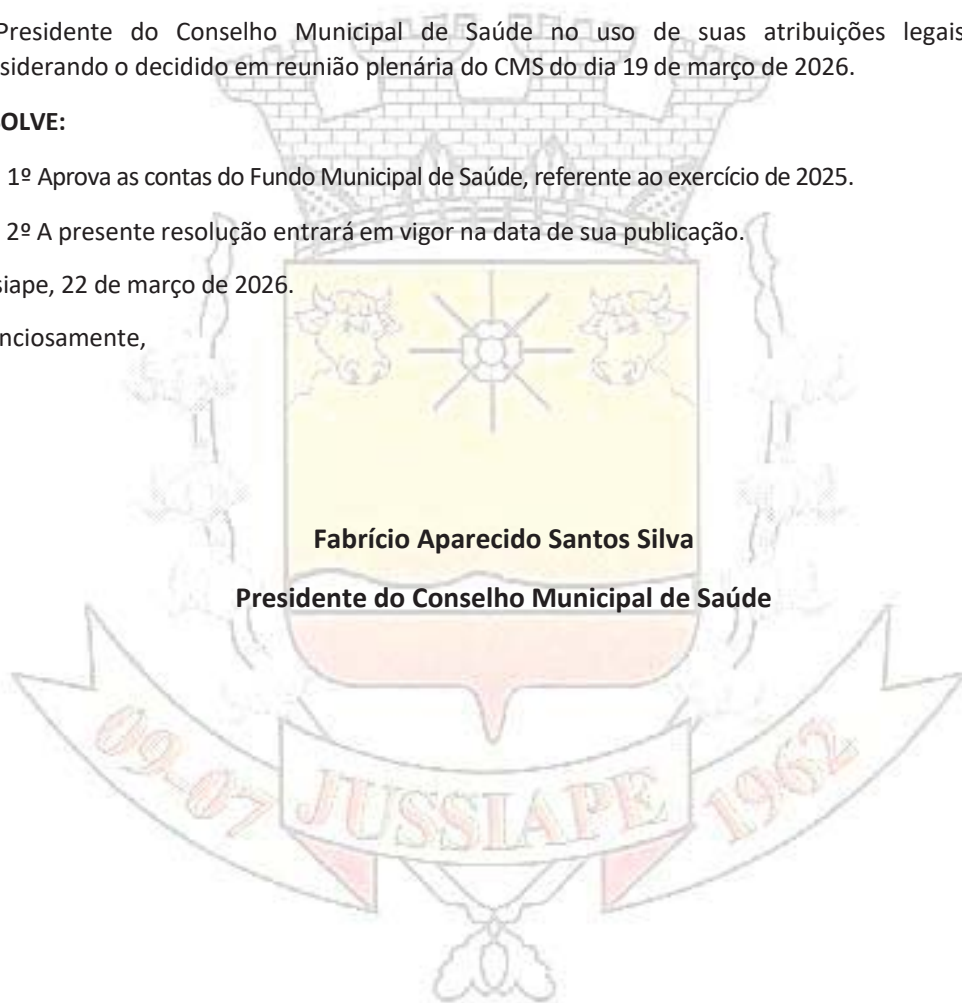 Presidente do Conselho Municipal de Saúde no uso de suas atribuições legais
siderando o decidido em reunião plenária do CMS do dia 19 de março de 2026.
OLVE:
1º Aprova as contas do Fundo Municipal de Saúde, referente ao exercício de 2025.
2º A presente resolução entrará em vigor na data de sua publicação.
siape, 22 de março de 2026.
nciosamente,
Fabrício Aparecido Santos Silva
Presidente do Conselho Municipal de Saúde
09-07 JUSSIAPE 1962